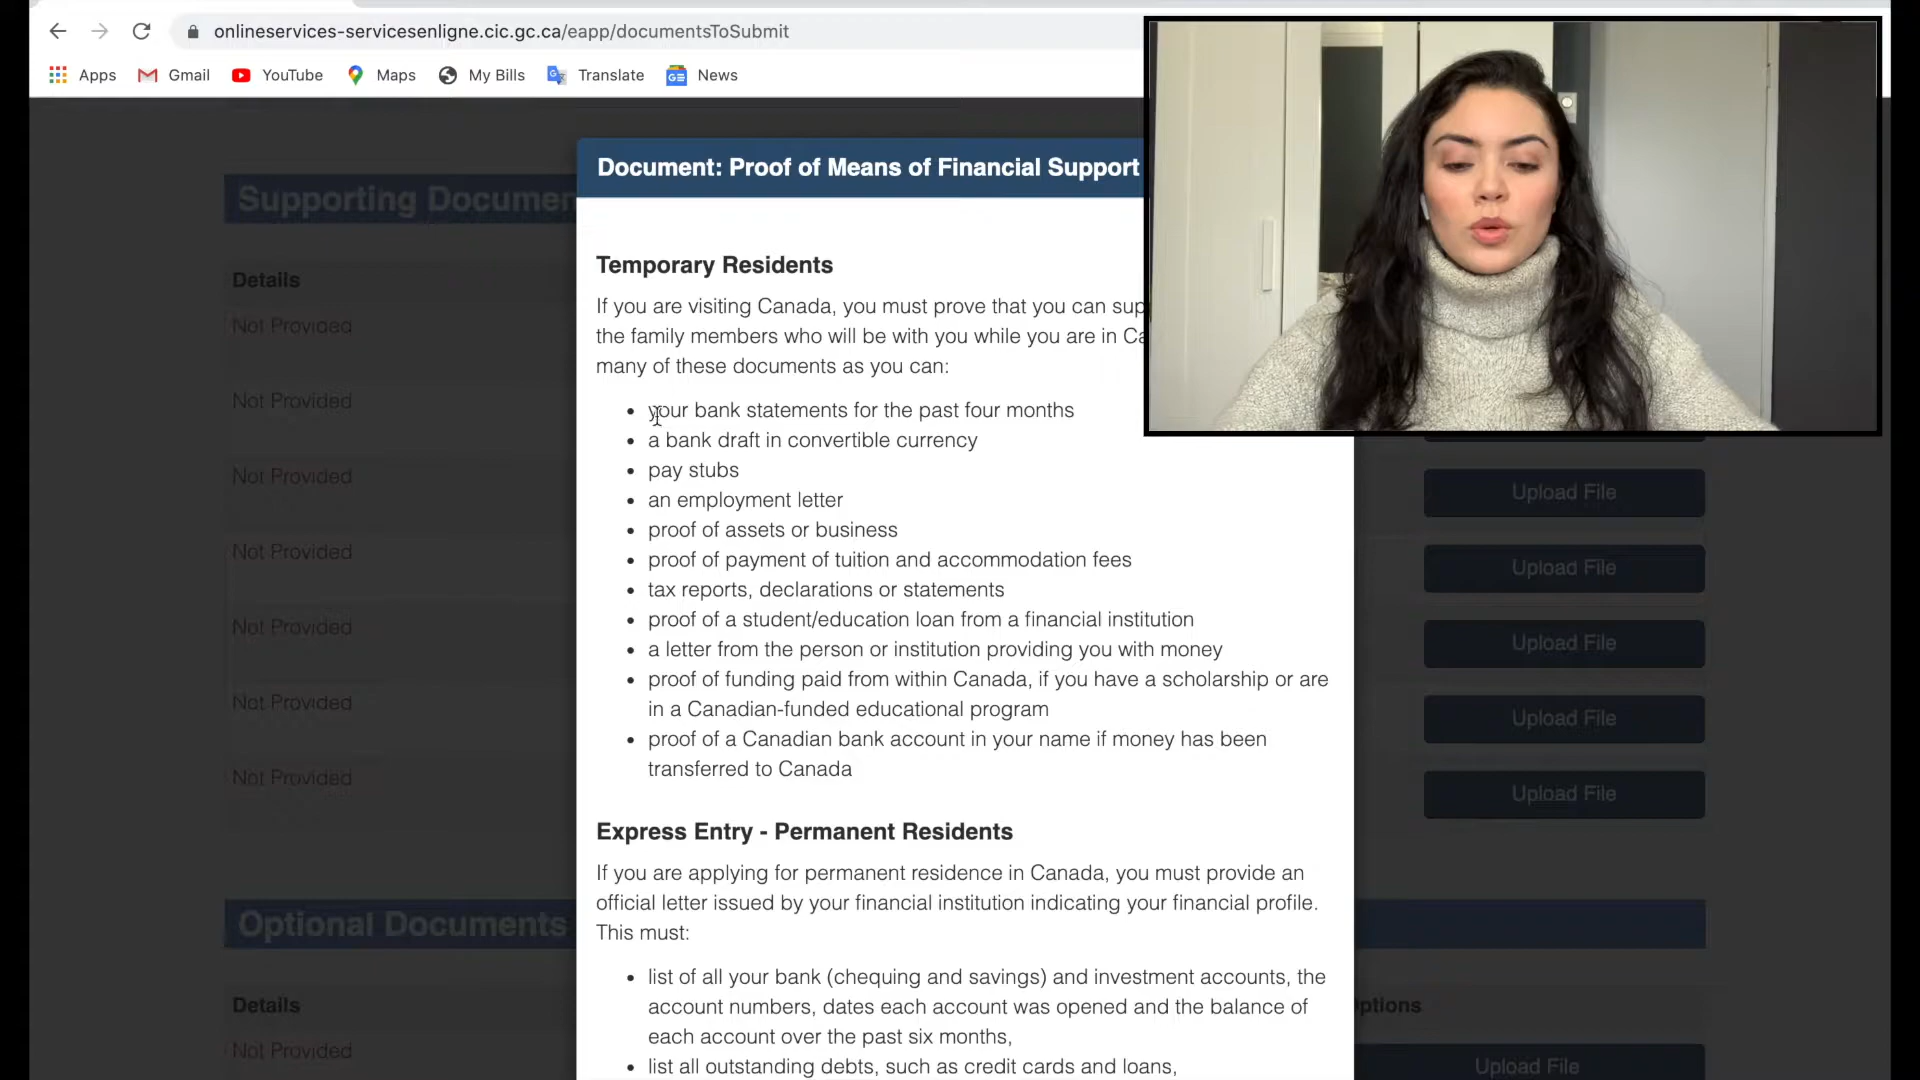 onlineservices-servicesenligne.cic.gc.ca/eapp/documentsToSubmit
Apps Gmail YouTube Maps My Bills Translate News
Document: Proof of Means of Financial Support
Supporting Documen
Details
Not Provided
Not Provided
Not Provided
Not Provided
Not Provided
Not Provided
Not Provided
Temporary Residents
If you are visiting Canada, you must prove that you can sup
the family members who will be with you while you are in Ca
many of these documents as you can:
• your bank statements for the past four months
• a bank draft in convertible currency
• pay stubs
• an employment letter
• proof of assets or business
• proof of payment of tuition and accommodation fees
• tax reports, declarations or statements
• proof of a student/education loan from a financial institution
• a letter from the person or institution providing you with money
• proof of funding paid from within Canada, if you have a scholarship or are
in a Canadian-funded educational program
• proof of a Canadian bank account in your name if money has been
transferred to Canada
Express Entry - Permanent Residents
If you are applying for permanent residence in Canada, you must provide an
official letter issued by your financial institution indicating your financial profile.
This must:
• list of all your bank (chequing and savings) and investment accounts, the
account numbers, dates each account was opened and the balance of
each account over the past six months,
• list all outstanding debts, such as credit cards and loans,
Upload File
Upload File
Upload File
Upload File
Upload File
Optional Documents
Details
ptions
Not Provided
Upload File